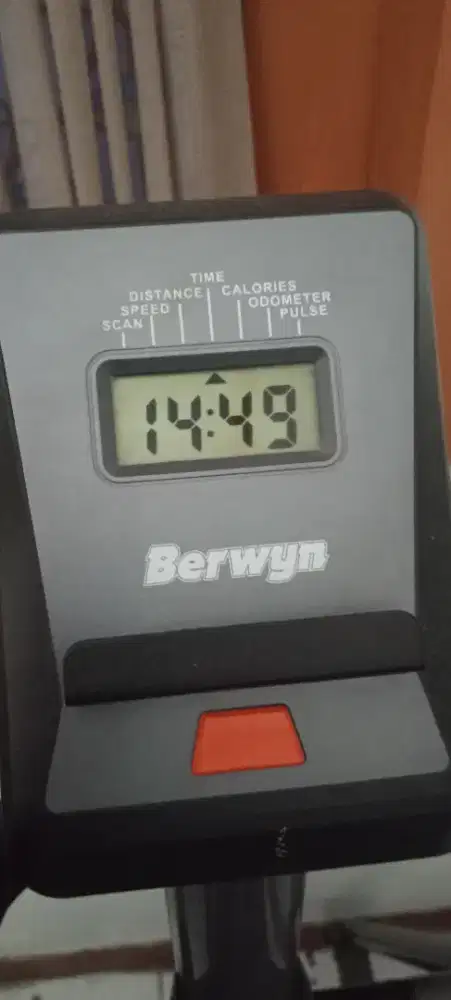 TIME
DISTANCE CALORIES
SPEED ODOMETER
SCAN PULSE
14:49
Berwyn